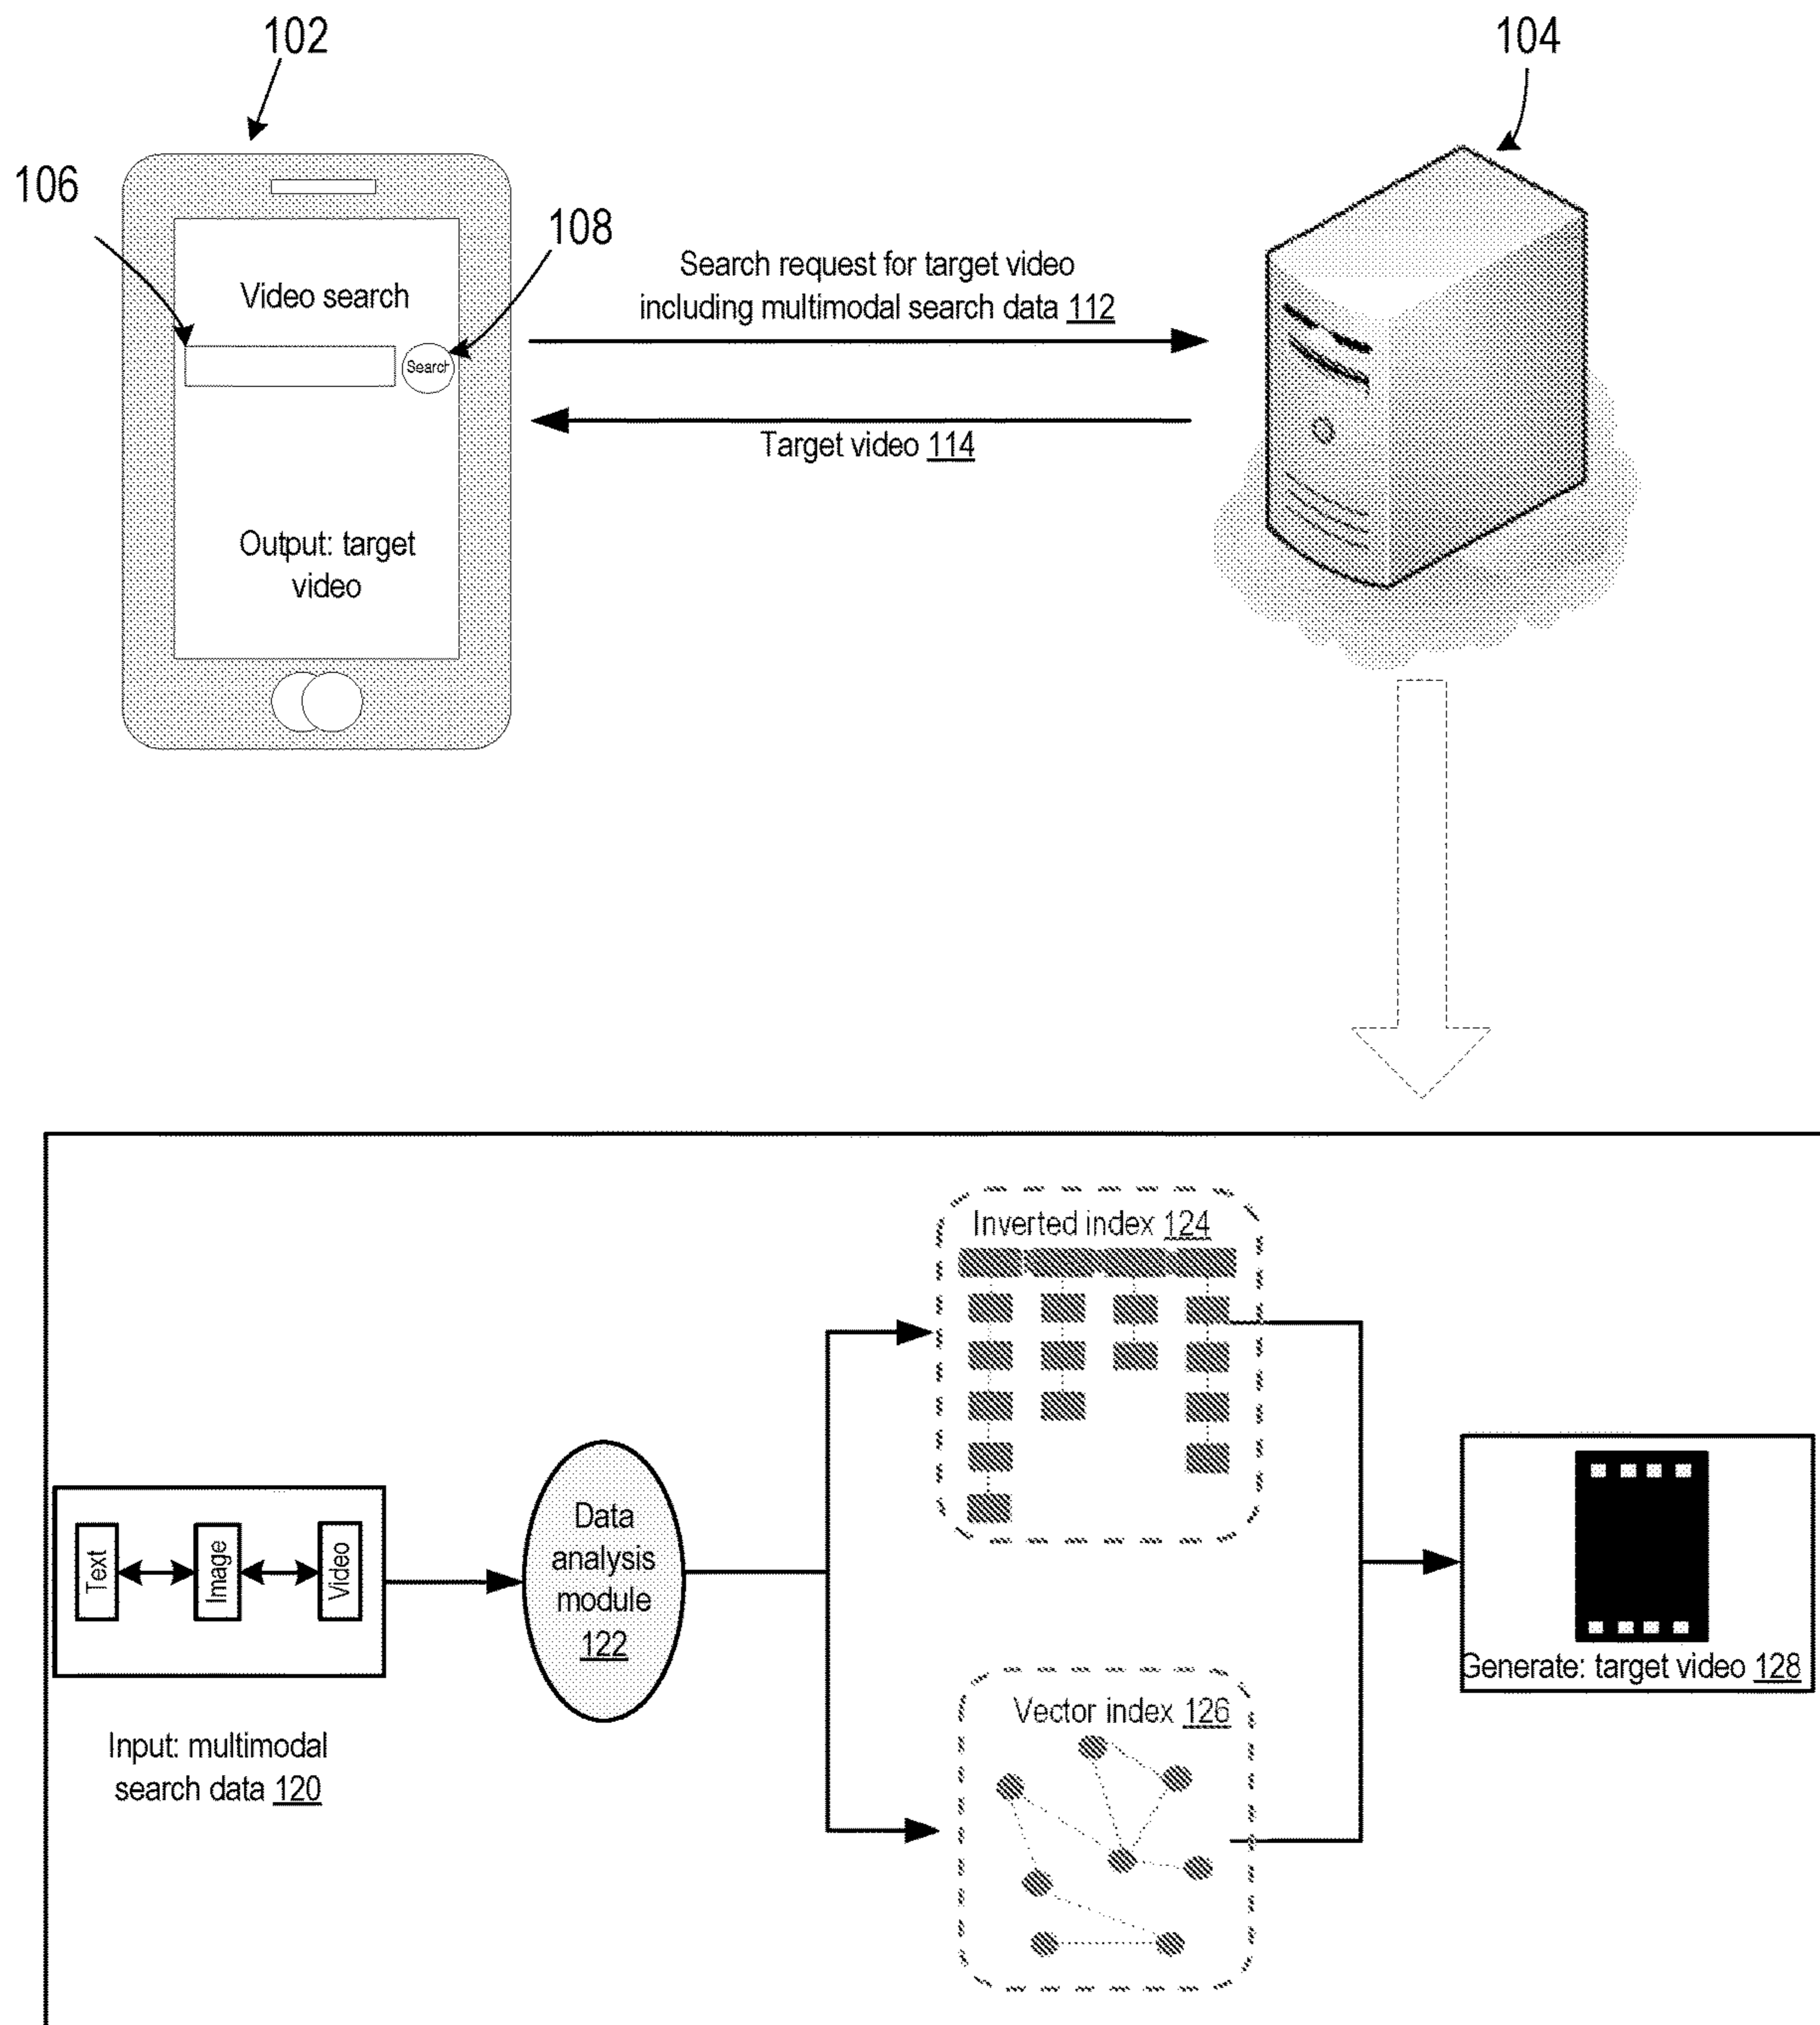 102
104
106
108
Video search
Search
Search request for target video
including multimodal search data 112
Target video 114
Output: target
video
Inverted index 124
Text
Image
Video
Data
analysis
module
122
Input: multimodal
search data 120
Vector index 126
Generate: target video 128